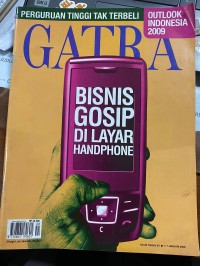 PERGURUAN TINGGI TAK TERBELI
OUTLOOK
INDONESIA
2009
GATRA
BISNIS
GOSIP
DI LAYAR
HANDPHONE
C